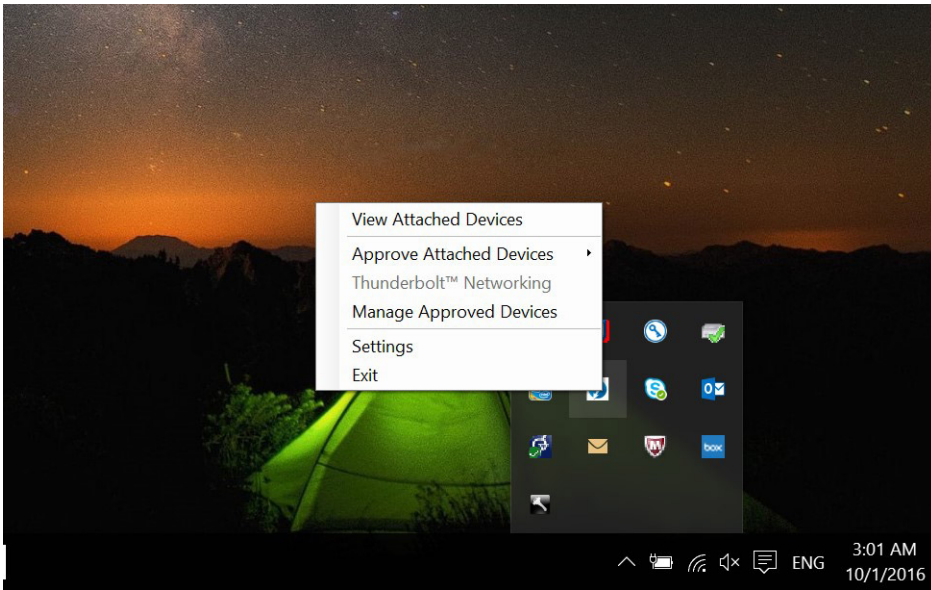 View Attached Devices
Approve Attached Devices
Thunderbolt™ Networking
Manage Approved Devices
Settings
Exit
box
ENG
3:01 AM
10/1/2016